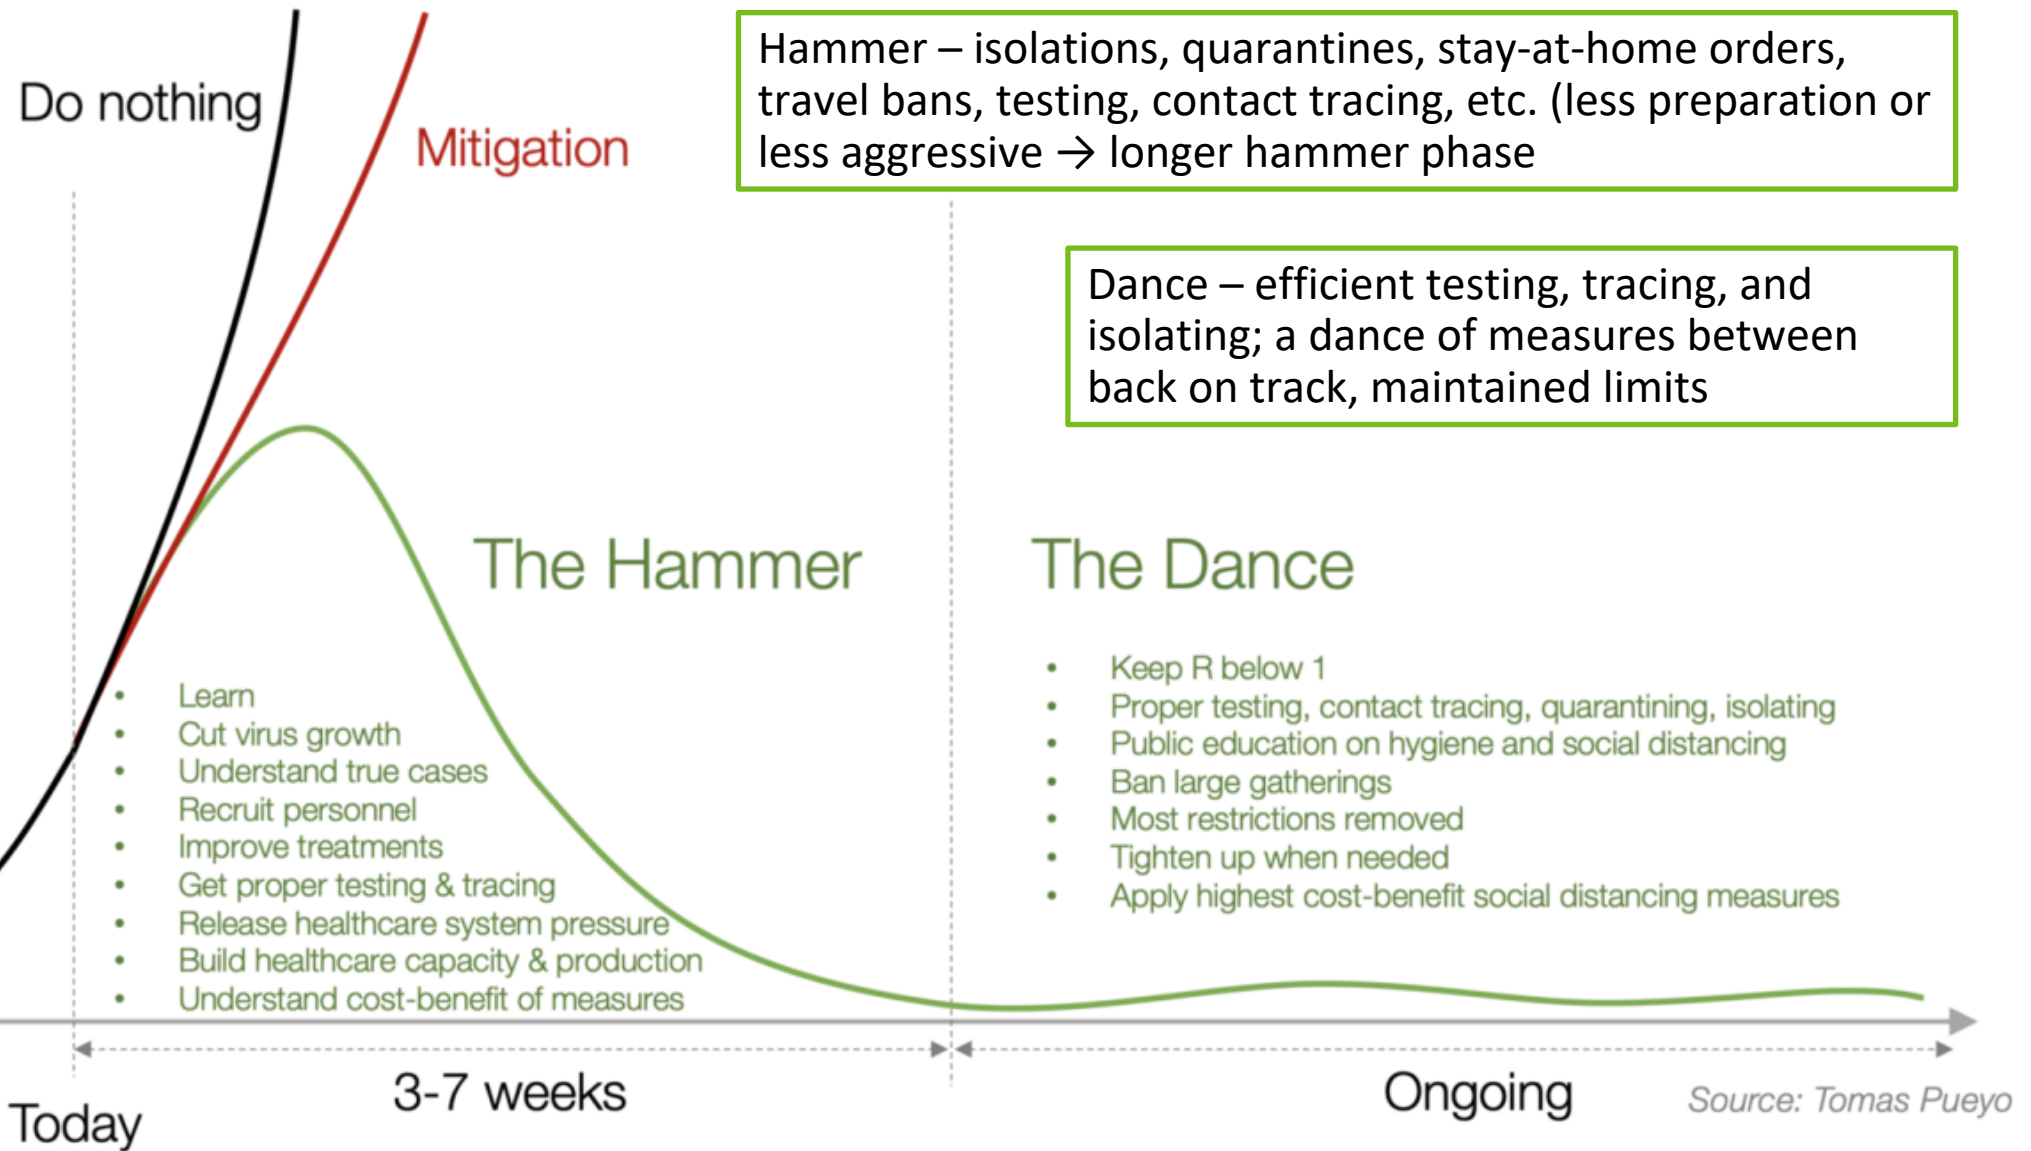 Do nothing
Mitigation
Hammer – isolations, quarantines, stay-at-home orders,
travel bans, testing, contact tracing, etc. (less preparation or
less aggressive → longer hammer phase
Dance – efficient testing, tracing, and
isolating; a dance of measures between
back on track, maintained limits
The Hammer
• Learn
• Cut virus growth
• Understand true cases
• Recruit personnel
• Improve treatments
• Get proper testing & tracing
• Release healthcare system pressure
• Build healthcare capacity & production
• Understand cost-benefit of measures
The Dance
• Keep R below 1
• Proper testing, contact tracing, quarantining, isolating
• Public education on hygiene and social distancing
• Ban large gatherings
• Most restrictions removed
• Tighten up when needed
• Apply highest cost-benefit social distancing measures
Today
3-7 weeks
Ongoing
Source: Tomas Pueyo